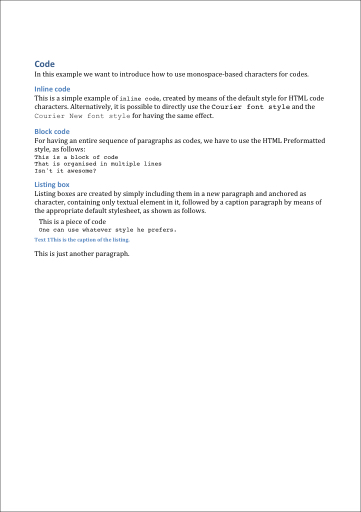 Code
In this example we want to introduce how to use monospace-based characters for codes.
Inline code
This is a simple example of inline code, created by means of the default style for HTML code
characters. Alternatively, it is possible to directly use the Courier font style and the
Courier New font style for having the same effect.
Block code
For having an entire sequence of paragraphs as codes, we have to use the HTML Preformatted
style, as follows:
This is a block of code
That is organised in multiple lines
Isn't it awesome?
Listing box
Listing boxes are created by simply including them in a new paragraph and anchored as
character, containing only textual element in it, followed by a caption paragraph by means of
the appropriate default stylesheet, as shown as follows.
This is a piece of code
One can use whatever style he prefers.
Text 1This is the caption of the listing.
This is just another paragraph.